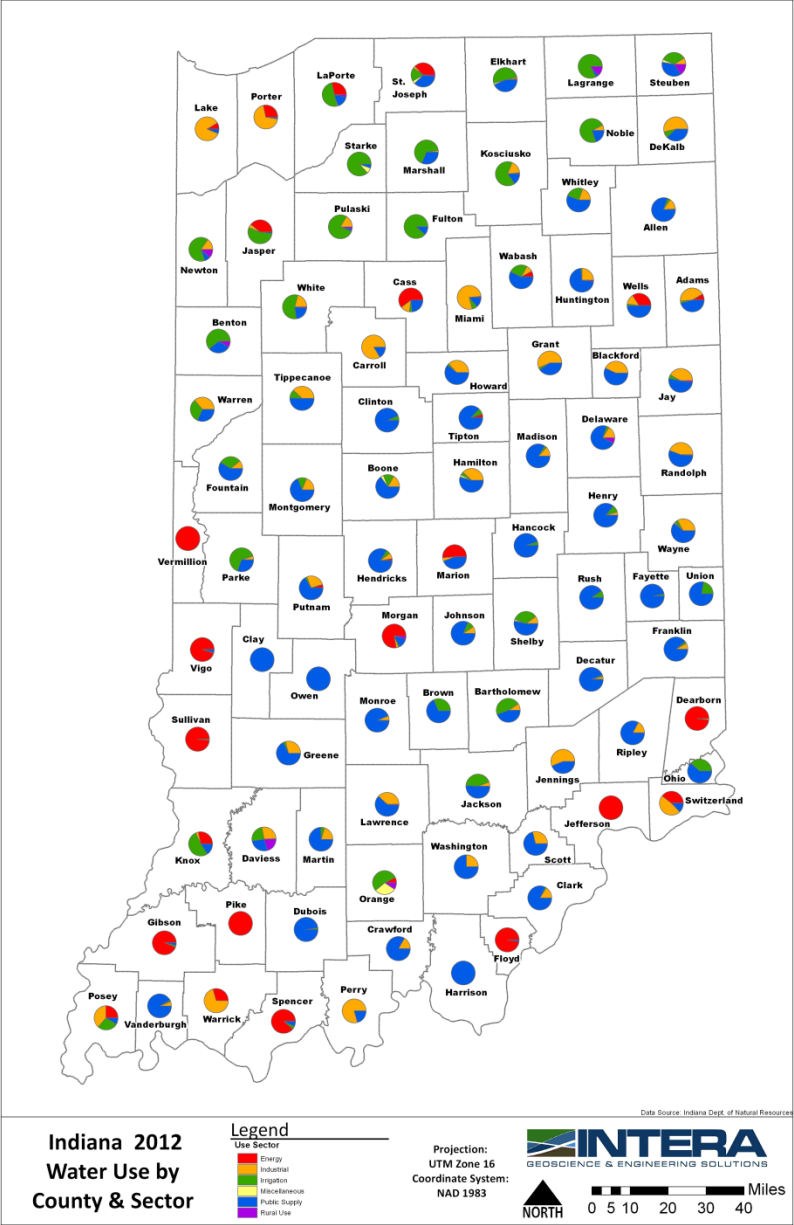 Elkhart
LaPorte
St.
Joseph
Lagrange
Steuben
Lake
Porter
Starke
Marshall
Noble
DeKalb
Kosciusko
Whitley
Allen
Newton
Jasper
Pulaski
Fulton
White
Cass
Miami
Wabash
Huntington
Wells
Adams
Benton
Carroll
Grant
Blackford
Jay
Warren
Tippecanoe
Howard
Clinton
Tipton
Madison
Delaware
Randolph
Fountain
Montgomery
Boone
Hamilton
Henry
Wayne
Vermillion
Parke
Putnam
Hendricks
Marion
Hancock
Rush
Fayette
Union
Vigo
Clay
Owen
Morgan
Johnson
Shelby
Decatur
Franklin
Sullivan
Greene
Monroe
Brown
Bartholomew
Jennings
Ripley
Dearborn
Ohio
Switzerland
Knox
Daviess
Martin
Lawrence
Jackson
Washington
Scott
Jefferson
Clark
Orange
Gibson
Pike
Dubois
Crawford
Harrison
Floyd
Posey
Vanderburgh
Warrick
Spencer
Perry
Data Source: Indiana Dept. of Natural Resources
Indiana 2012
Water Use by
County & Sector
Legend
Use Sector
Energy
Industrial
Irrigation
Miscellaneous
Public Supply
Rural Use
Projection:
UTM Zone 16
Coordinate System:
NAD 1983
INTERA
GEOSCIENCE & ENGINEERING SOLUTIONS
NORTH
Miles
0 5 10 20 30 40